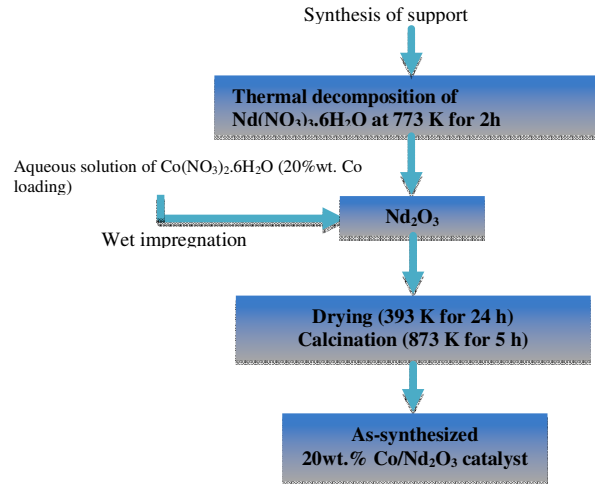 Synthesis of support
Thermal decomposition of
Nd(NO₃)₃.6H₂O at 773 K for 2h
Aqueous solution of Co(NO₃)₂.6H₂O (20%wt. Co
loading)
Nd₂O₃
Wet impregnation
Drying (393 K for 24 h)
Calcination (873 K for 5 h)
As-synthesized
20wt.% Co/Nd₂O₃ catalyst